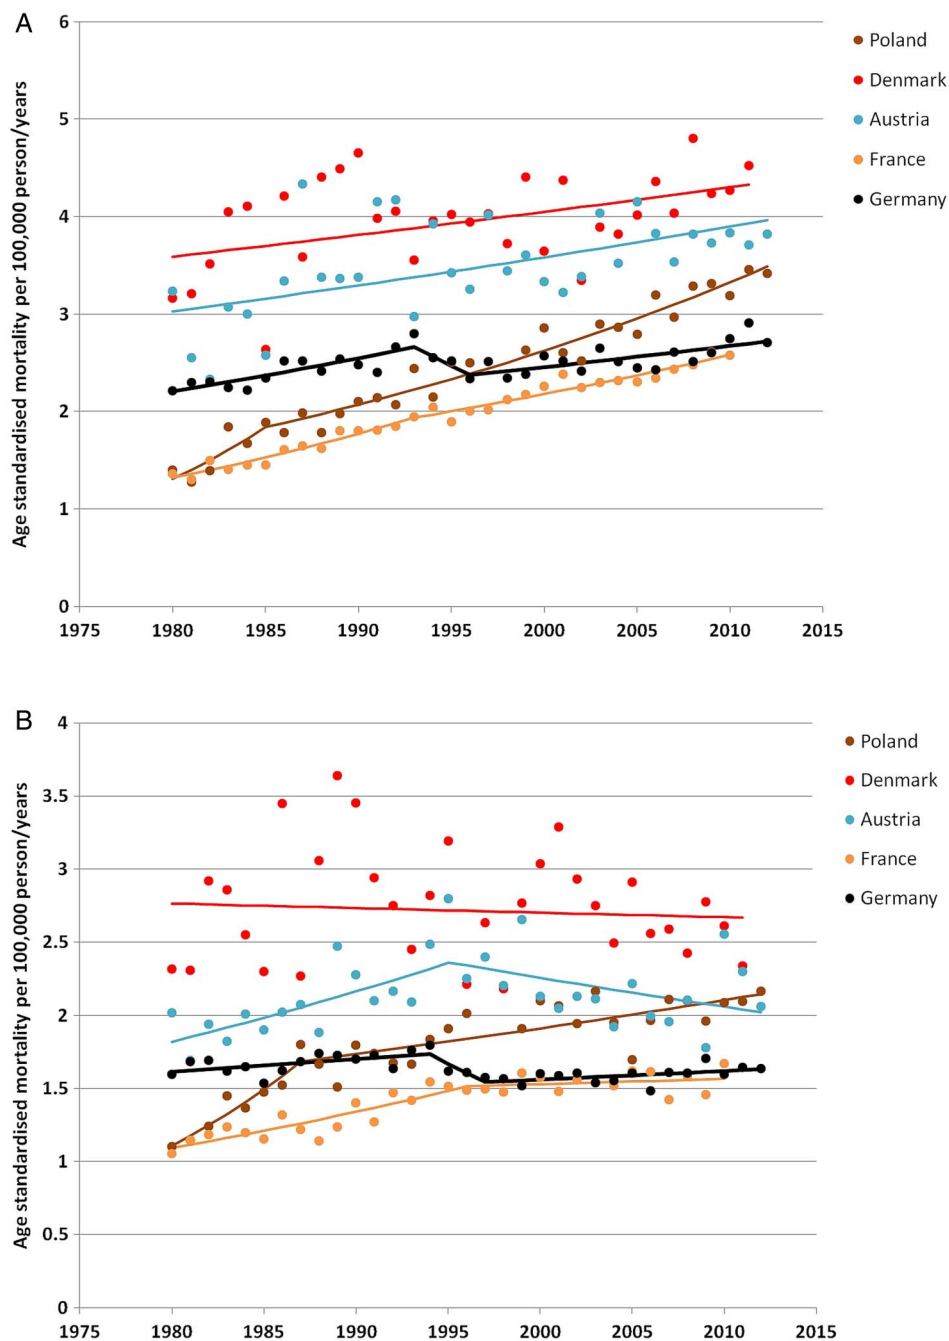 A
6
5
4
3
2
1
0
Age standardised mortality per 100,000 person/years
1975 1980 1985 1990 1995 2000 2005 2010 2015
Poland
Denmark
Austria
France
Germany
B
4
3.5
3
2.5
2
1.5
1
0.5
0
Age standardised mortality per 100,000 person/years
1975 1980 1985 1990 1995 2000 2005 2010 2015
Poland
Denmark
Austria
France
Germany